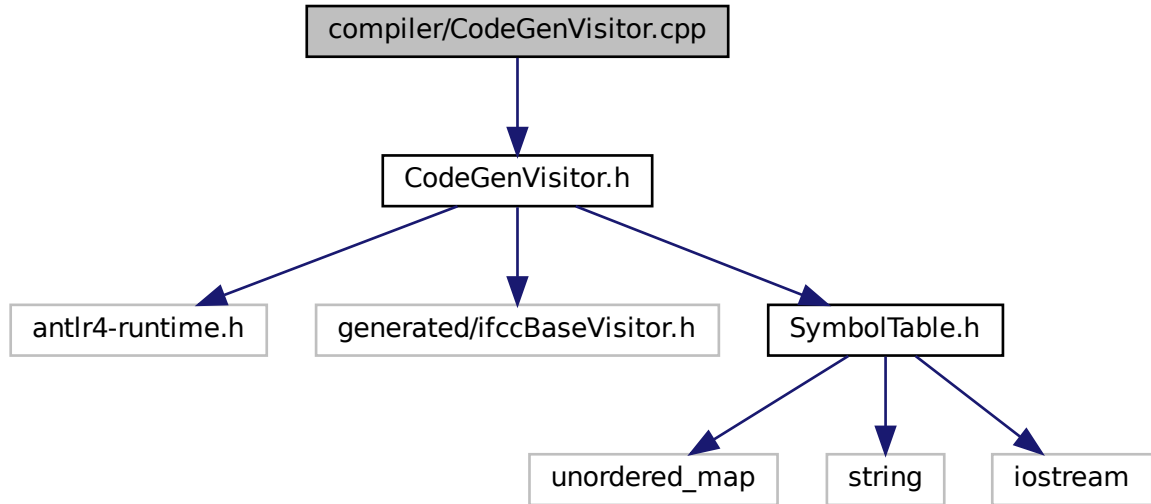 compiler/CodeGenVisitor.cpp
CodeGenVisitor.h
antlr4-runtime.h
generated/ifccBaseVisitor.h
SymbolTable.h
unordered_map
string
iostream